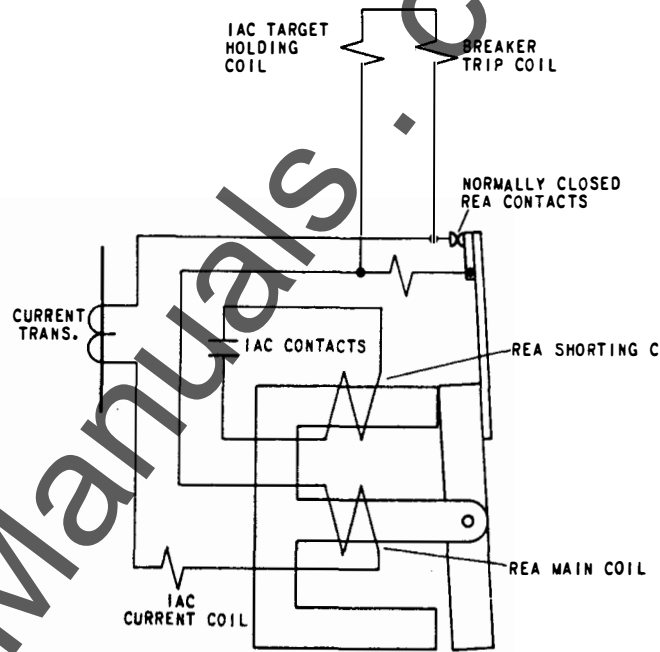 IAC TARGET
HOLDING
COIL
BREAKER
TRIP COIL
NORMALLY CLOSED
REA CONTACTS
CURRENT
TRANS.
IAC CONTACTS
REA SHORTING C
REA MAIN COIL
IAC
CURRENT COIL
Manuals . c